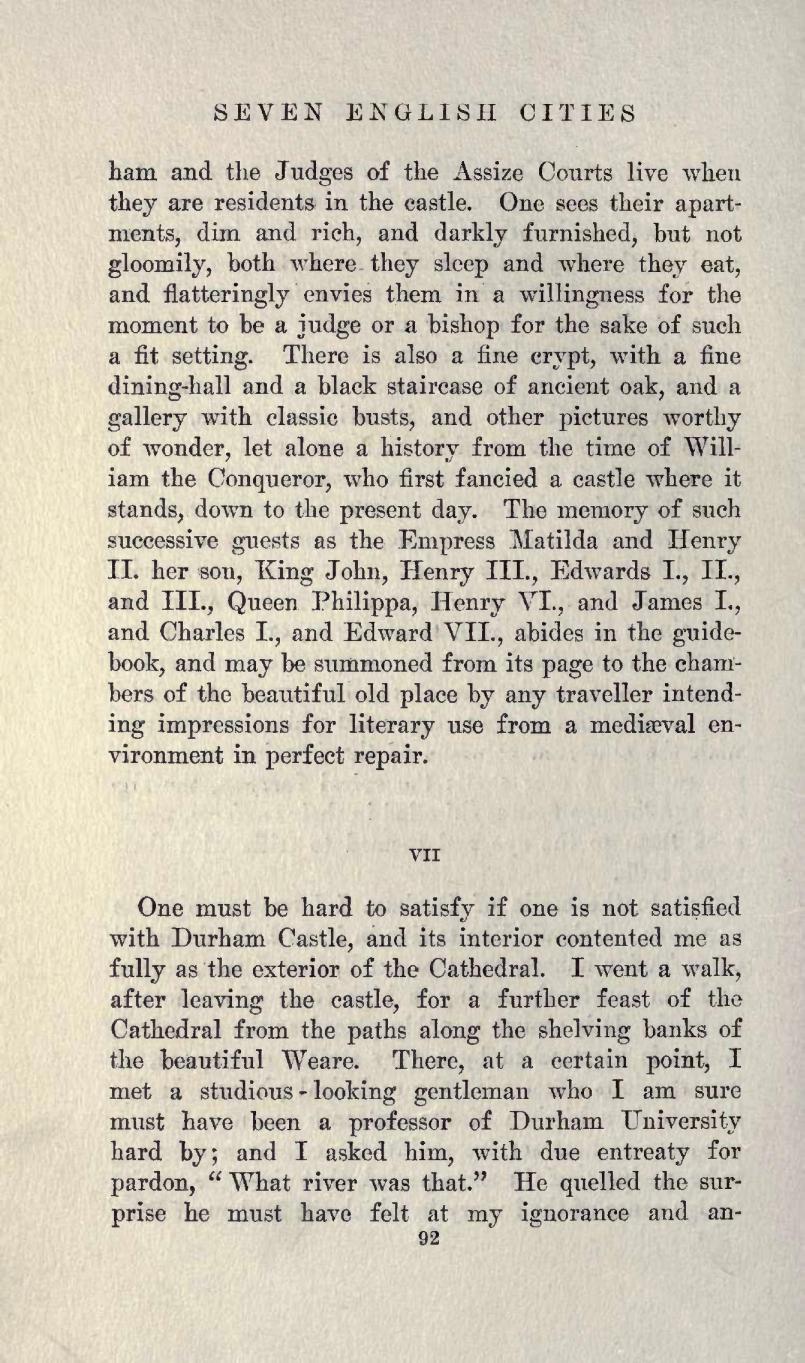 SEVEN ENGLISH CITIES
ham and the Judges of the Assize Courts live when
they are residents in the castle. One sees their apart-
ments, dim and rich, and darkly furnished, but not
gloomily, both where they sleep and where they eat,
and flatteringly envies them in a willingness for the
moment to be a judge or a bishop for the sake of such
a fit setting. There is also a fine crypt, with a fine
dining-hall and a black staircase of ancient oak, and a
gallery with classic busts, and other pictures worthy
of wonder, let alone a history from the time of Will-
iam the Conqueror, who first fancied a castle where it
stands, down to the present day. The memory of such
successive guests as the Empress Matilda and Henry
II. her son, King John, Henry III., Edwards I., II.,
and III., Queen Philippa, Henry VI., and James I.,
and Charles I., and Edward VII., abides in the guide-
book, and may be summoned from its page to the cham-
bers of the beautiful old place by any traveller intend-
ing impressions for literary use from a mediæval en-
vironment in perfect repair.
VII
One must be hard to satisfy if one is not satisfied
with Durham Castle, and its interior contented me as
fully as the exterior of the Cathedral. I went a walk,
after leaving the castle, for a further feast of the
Cathedral from the paths along the shelving banks of
the beautiful Weare. There, at a certain point, I
met a studious-looking gentleman who I am sure
must have been a professor of Durham University
hard by; and I asked him, with due entreaty for
pardon, “What river was that.” He quelled the sur-
prise he must have felt at my ignorance and an-
92